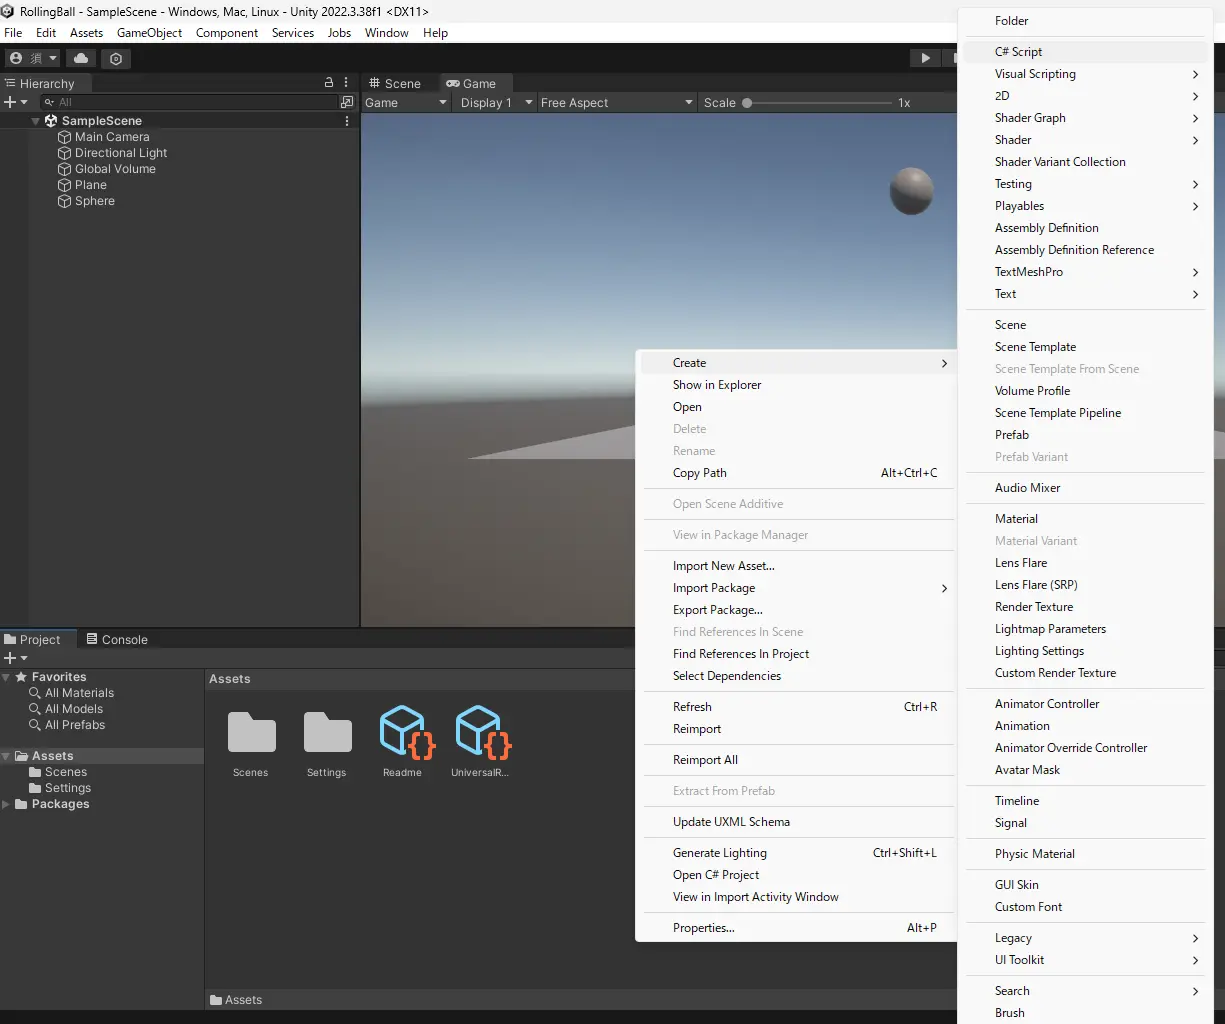 RollingBall - SampleScene - Windows, Mac, Linux - Unity 2022.3.38f1 <DX11>
File Edit Assets GameObject Component Services Jobs Window Help
須
Hierarchy
All
SampleScene
Main Camera
Directional Light
Global Volume
Plane
Sphere
Scene Game
Game Display 1 Free Aspect Scale 1x
Project Console
Favorites
All Materials
All Models
All Prefabs
Assets
Scenes
Settings
Packages
Assets
Scenes Settings Readme UniversalR...
Assets
Create
Show in Explorer
Open
Delete
Rename
Copy Path Alt+Ctrl+C
Open Scene Additive
View in Package Manager
Import New Asset...
Import Package
Export Package...
Find References In Scene
Find References In Project
Select Dependencies
Refresh Ctrl+R
Reimport
Reimport All
Extract From Prefab
Update UXML Schema
Generate Lighting Ctrl+Shift+L
Open C# Project
View in Import Activity Window
Properties... Alt+P
Folder
C# Script
Visual Scripting
2D
Shader Graph
Shader
Shader Variant Collection
Testing
Playables
Assembly Definition
Assembly Definition Reference
TextMeshPro
Text
Scene
Scene Template
Scene Template From Scene
Volume Profile
Scene Template Pipeline
Prefab
Prefab Variant
Audio Mixer
Material
Material Variant
Lens Flare
Lens Flare (SRP)
Render Texture
Lightmap Parameters
Lighting Settings
Custom Render Texture
Animator Controller
Animation
Animator Override Controller
Avatar Mask
Timeline
Signal
Physic Material
GUI Skin
Custom Font
Legacy
UI Toolkit
Search
Brush